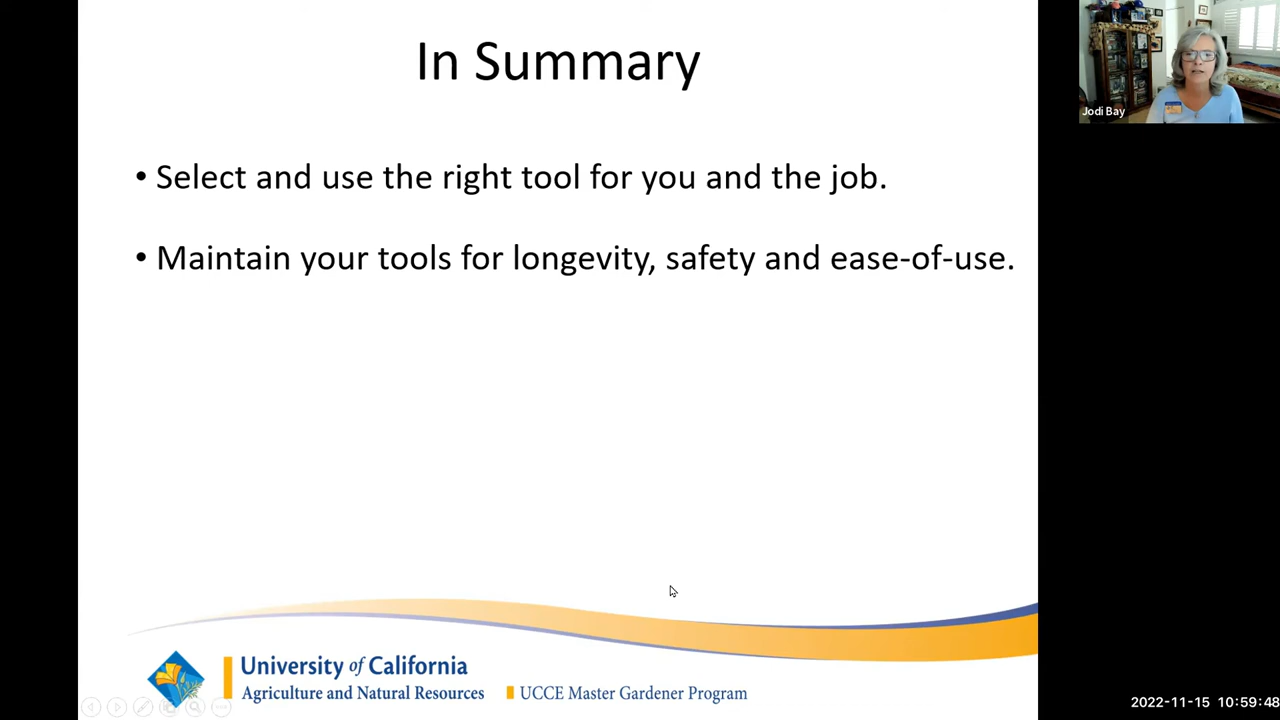 In Summary
Jodi Bay
• Select and use the right tool for you and the job.
• Maintain your tools for longevity, safety and ease-of-use.
University of California
Agriculture and Natural Resources
UCCE Master Gardener Program
2022-11-15 10:59:48